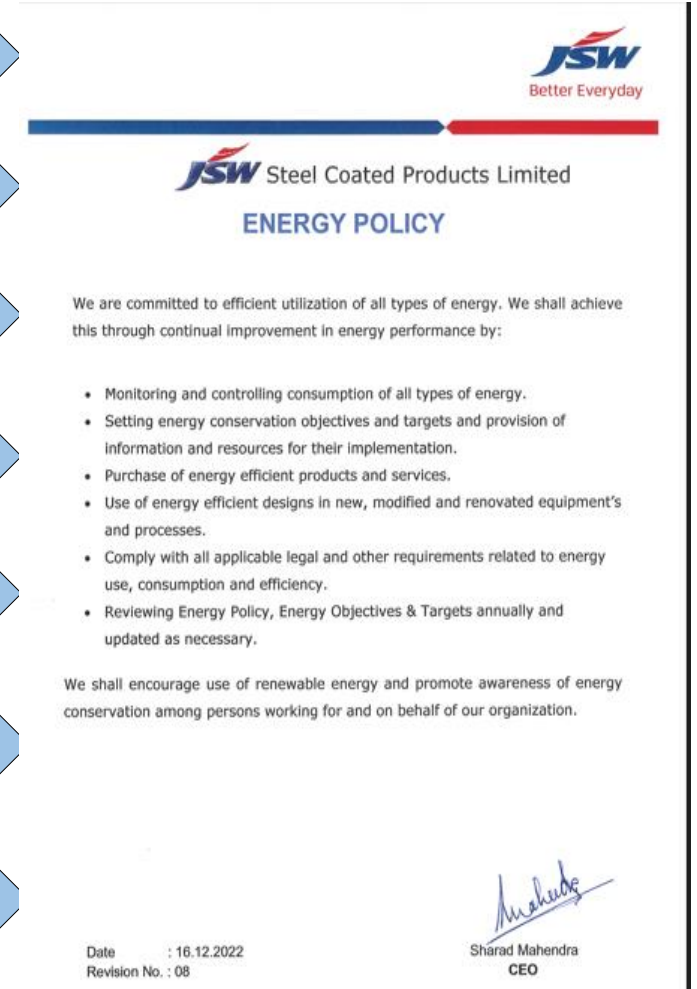 JSW
Better Everyday
JSW Steel Coated Products Limited
ENERGY POLICY
We are committed to efficient utilization of all types of energy. We shall achieve
this through continual improvement in energy performance by:
• Monitoring and controlling consumption of all types of energy.
• Setting energy conservation objectives and targets and provision of
information and resources for their implementation.
• Purchase of energy efficient products and services.
• Use of energy efficient designs in new, modified and renovated equipment's
and processes.
• Comply with all applicable legal and other requirements related to energy
use, consumption and efficiency.
• Reviewing Energy Policy, Energy Objectives & Targets annually and
updated as necessary.
We shall encourage use of renewable energy and promote awareness of energy
conservation among persons working for and on behalf of our organization.
Date : 16.12.2022
Revision No. : 08
Sharad Mahendra
CEO